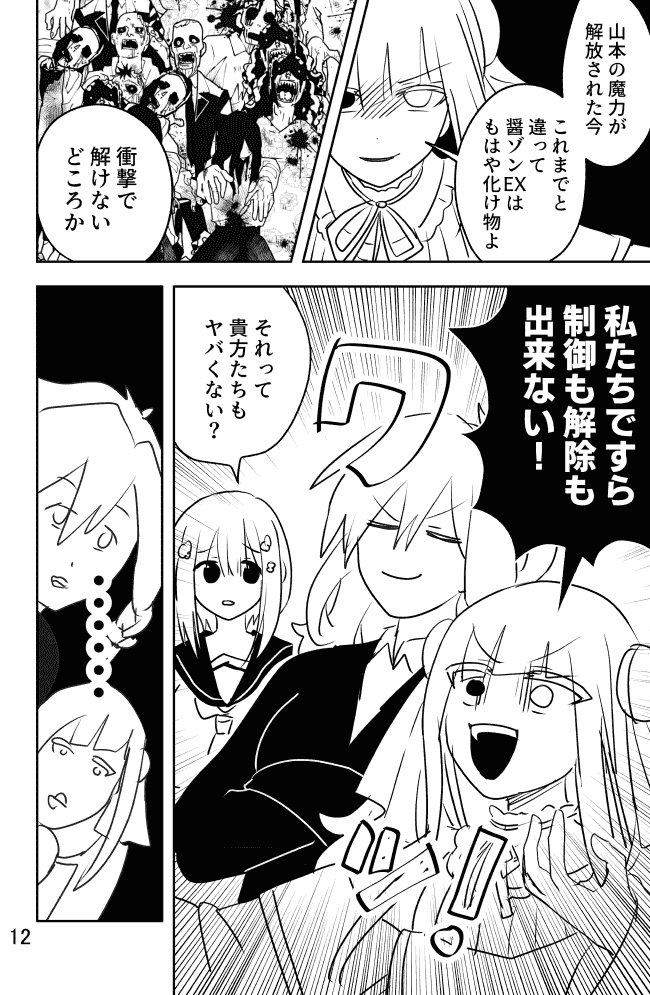 山本の魔力が
解放された今
これまでと
違って
醤ゾンEXは
もはや化け物よ
衝撃で
解けない
どころか
私たちですら
制御も解除も
出来ない！
それって
貴方たちも
ヤバくない？
……
12